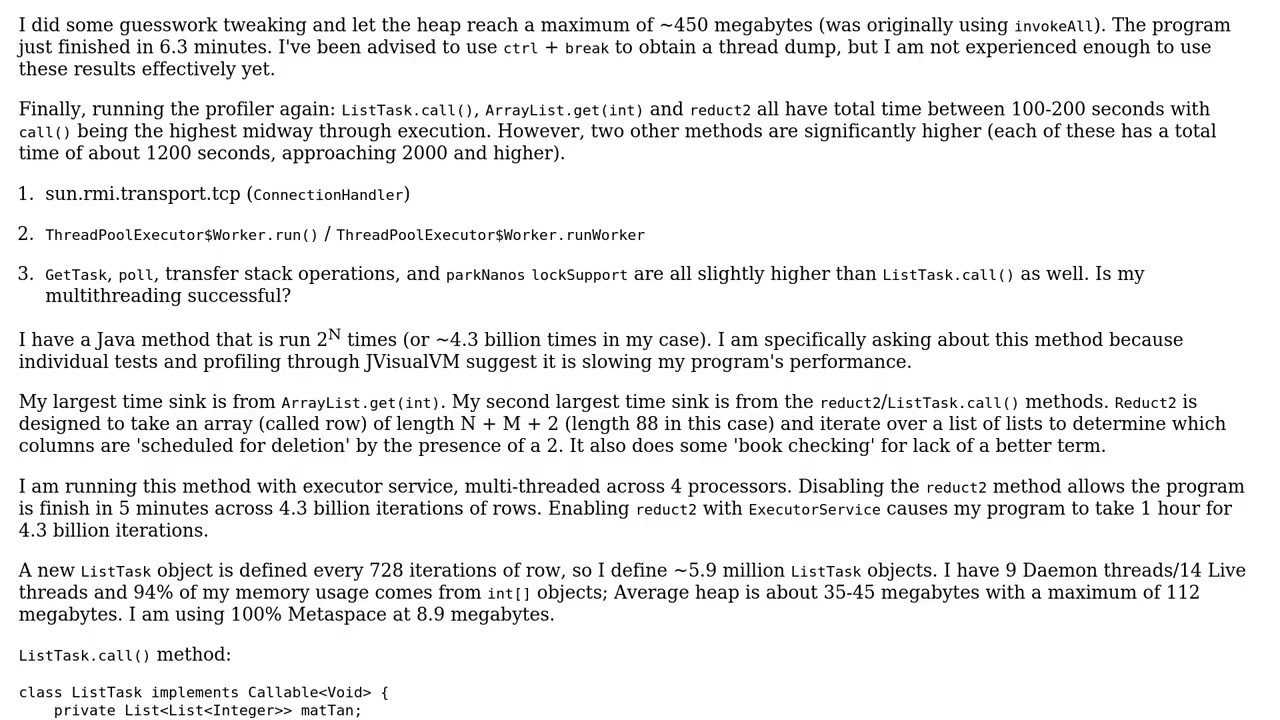 I did some guesswork tweaking and let the heap reach a maximum of ~450 megabytes (was originally using invokeAll). The program
just finished in 6.3 minutes. I've been advised to use ctrl + break to obtain a thread dump, but I am not experienced enough to use
these results effectively yet.
Finally, running the profiler again: ListTask.call(), ArrayList.get(int) and reduct2 all have total time between 100-200 seconds with
call() being the highest midway through execution. However, two other methods are significantly higher (each of these has a total
time of about 1200 seconds, approaching 2000 and higher).
1. sun.rmi.transport.tcp (ConnectionHandler)
2. ThreadPoolExecutor$Worker.run() / ThreadPoolExecutor$Worker.runWorker
3. GetTask, poll, transfer stack operations, and parkNanos lockSupport are all slightly higher than ListTask.call() as well. Is my
multithreading successful?
I have a Java method that is run 2^N times (or ~4.3 billion times in my case). I am specifically asking about this method because
individual tests and profiling through JVisualVM suggest it is slowing my program's performance.
My largest time sink is from ArrayList.get(int). My second largest time sink is from the reduct2/ListTask.call() methods. Reduct2 is
designed to take an array (called row) of length N + M + 2 (length 88 in this case) and iterate over a list of lists to determine which
columns are 'scheduled for deletion' by the presence of a 2. It also does some 'book checking' for lack of a better term.
I am running this method with executor service, multi-threaded across 4 processors. Disabling the reduct2 method allows the program
is finish in 5 minutes across 4.3 billion iterations of rows. Enabling reduct2 with ExecutorService causes my program to take 1 hour for
4.3 billion iterations.
A new ListTask object is defined every 728 iterations of row, so I define ~5.9 million ListTask objects. I have 9 Daemon threads/14 Live
threads and 94% of my memory usage comes from int[] objects; Average heap is about 35-45 megabytes with a maximum of 112
megabytes. I am using 100% Metaspace at 8.9 megabytes.
ListTask.call() method:
class ListTask implements Callable<Void> {
    private List<List<Integer>> matTan;